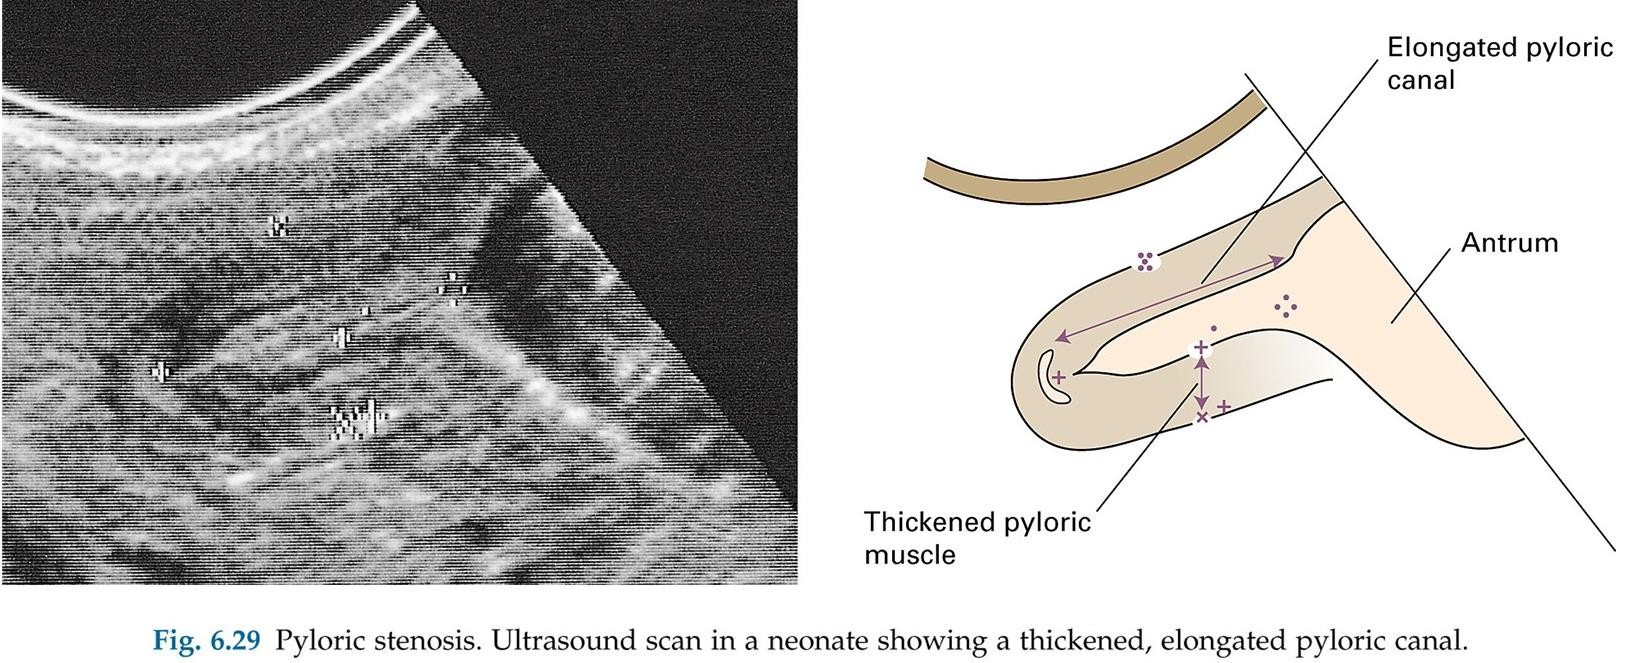 Elongated pyloric
canal
Antrum
Thickened pyloric
muscle
Fig. 6.29 Pyloric stenosis. Ultrasound scan in a neonate showing a thickened, elongated pyloric canal.